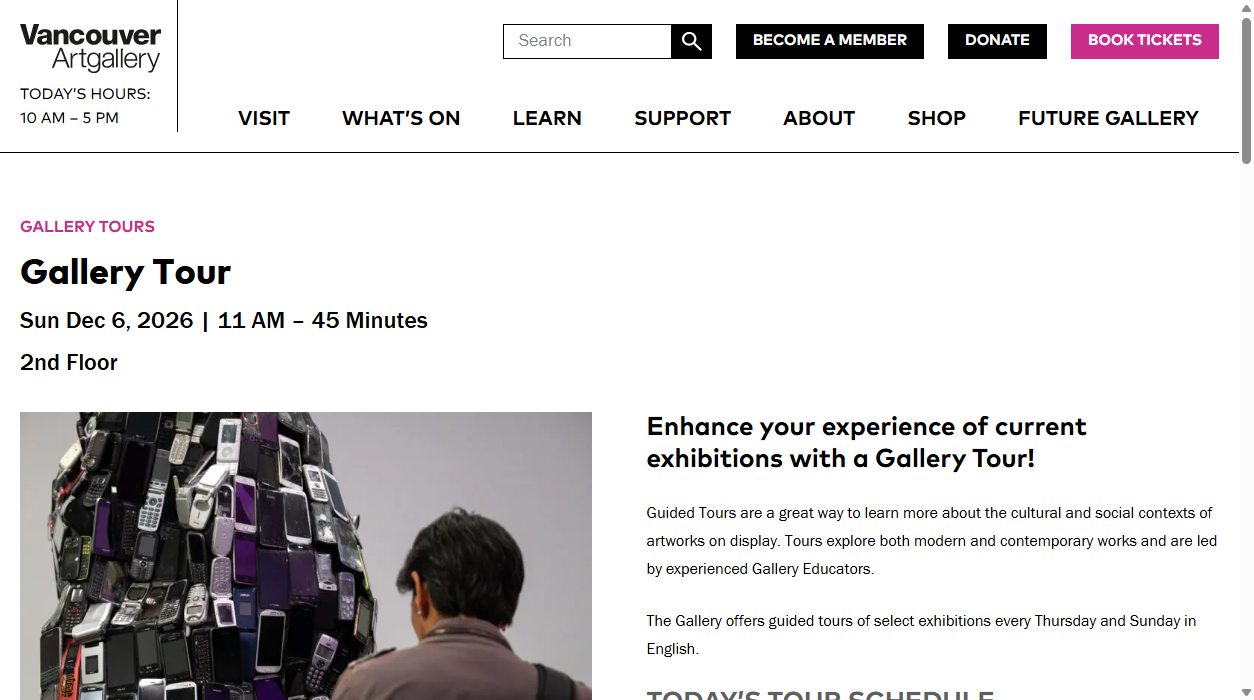 Vancouver
Artgallery
TODAY'S HOURS:
10 AM – 5 PM
Search
BECOME A MEMBER
DONATE
BOOK TICKETS
VISIT
WHAT'S ON
LEARN
SUPPORT
ABOUT
SHOP
FUTURE GALLERY
GALLERY TOURS
Gallery Tour
Sun Dec 6, 2026 | 11 AM – 45 Minutes
2nd Floor
Enhance your experience of current
exhibitions with a Gallery Tour!
Guided Tours are a great way to learn more about the cultural and social contexts of
artworks on display. Tours explore both modern and contemporary works and are led
by experienced Gallery Educators.
The Gallery offers guided tours of select exhibitions every Thursday and Sunday in
English.
TODAY'S TOUR SCHEDULE